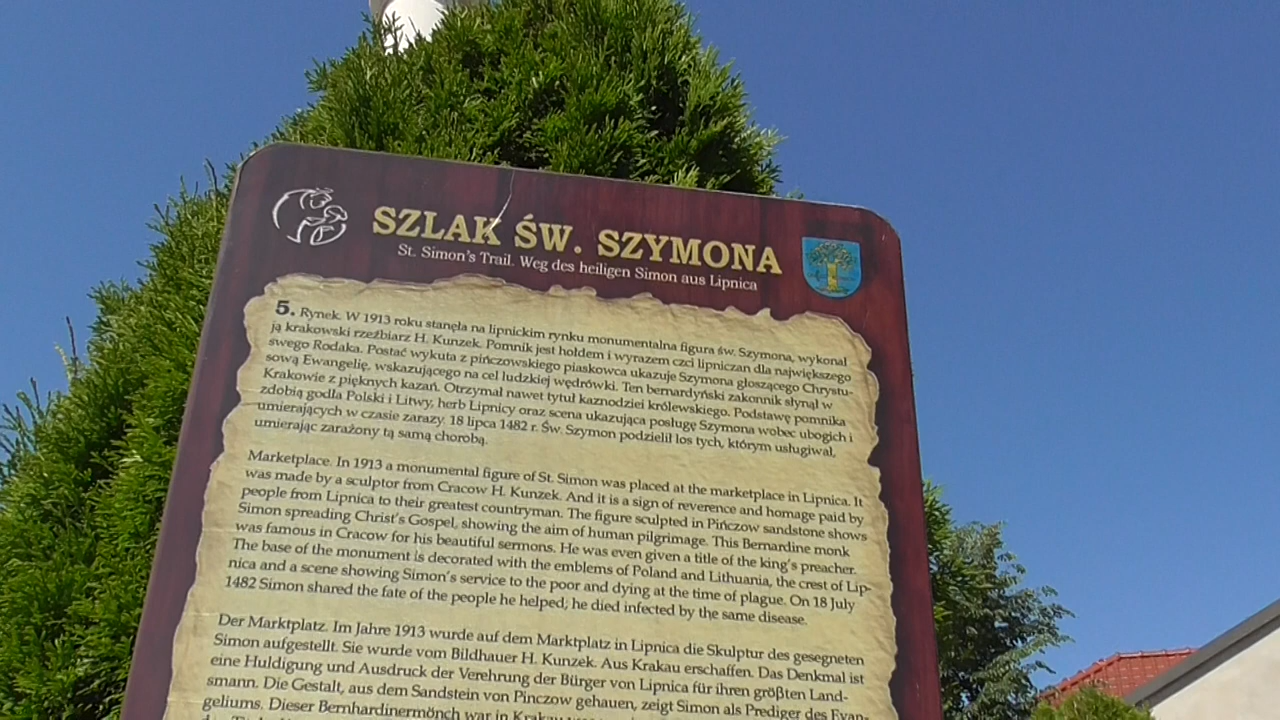 SZLAK ŚW. SZYMONA
St. Simon's Trail. Weg des heiligen Simon aus Lipnica
5. Rynek. W 1913 roku stanęła na lipnickim rynku monumentalna figura św. Szymona, wykonał
ją krakowski rzeźbiarz H. Kunzek. Pomnik jest hołdem i wyrazem czci lipniczan dla największego
swego Rodaka. Postać wykuta z pińczowskiego piaskowca ukazuje Szymona głoszącego Chrystu-
sową Ewangelię, wskazującego na cel ludzkiej wędrówki. Ten bernardyński zakonnik słynął w
Krakowie z pięknych kazań. Otrzymał nawet tytuł kaznodziei królewskiego. Podstawę pomnika
zdobią godła Polski i Litwy, herb Lipnicy oraz scena ukazująca posługę Szymona wobec ubogich i
umierających w czasie zarazy. 18 lipca 1482 r. Św. Szymon podzielił los tych, którym usługiwał,
umierając zarażony tą samą chorobą.
Marketplace. In 1913 a monumental figure of St. Simon was placed at the marketplace in Lipnica. It
was made by a sculptor from Cracow H. Kunzek. And it is a sign of reverence and homage paid by
people from Lipnica to their greatest countryman. The figure sculpted in Pińczow sandstone shows
Simon spreading Christ's Gospel, showing the aim of human pilgrimage. This Bernardine monk
was famous in Cracow for his beautiful sermons. He was even given a title of the king's preacher.
The base of the monument is decorated with the emblems of Poland and Lithuania, the crest of Lip-
nica and a scene showing Simon's service to the poor and dying at the time of plague. On 18 July
1482 Simon shared the fate of the people he helped; he died infected by the same disease.
Der Marktplatz. Im Jahre 1913 wurde auf dem Marktplatz in Lipnica die Skulptur des gesegneten
Simon aufgestellt. Sie wurde vom Bildhauer H. Kunzek. Aus Krakau erschaffen. Das Denkmal ist
eine Huldigung und Ausdruck der Verehrung der Bürger von Lipnica für ihren größten Land-
smann. Die Gestalt, aus dem Sandstein von Pinczow gehauen, zeigt Simon als Prediger des Evan-
geliums. Dieser Bernhardinermönch war in Krakau